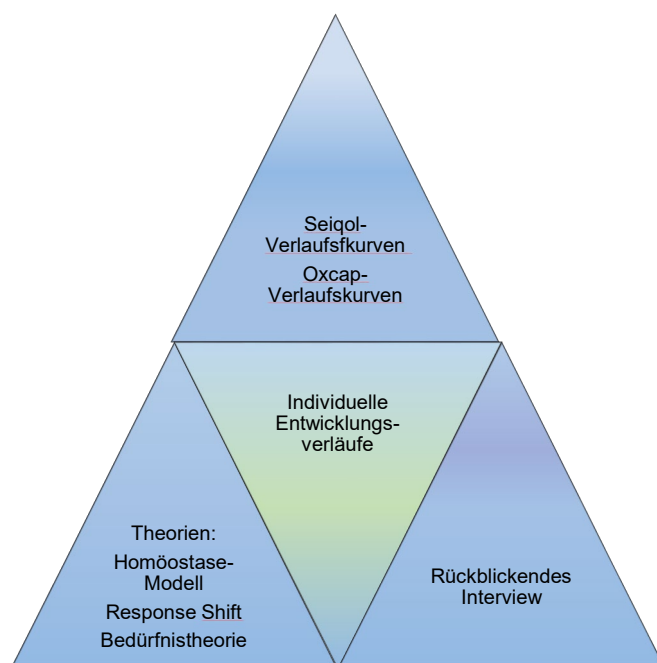 Seiqol-
Verlaufsfkurven
Oxcap-
Verlaufskurven
Individuelle
Entwicklungs-
verläufe
Theorien:
Homöostase-
Modell
Response Shift
Bedürfnistheorie
Rückblickendes
Interview